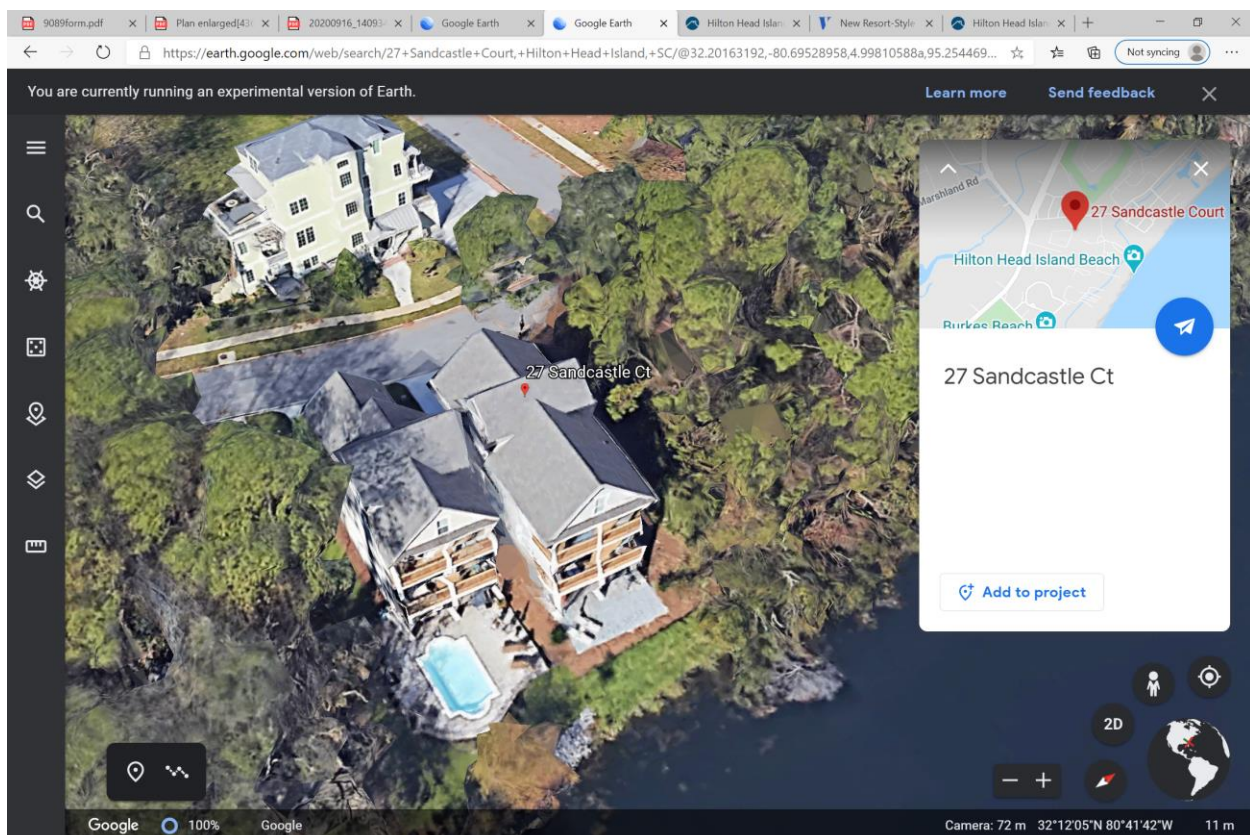 9089form.pdf
Plan enlarged[43
20200916_14093
Google Earth
Google Earth
Hilton Head Islan
New Resort-Style
Hilton Head Islan
https://earth.google.com/web/search/27+Sandcastle+Court,+Hilton+Head+Island,+SC/@32.20163192,-80.69528958,4.99810588a,95.254469...
Not syncing
You are currently running an experimental version of Earth.
Learn more
Send feedback
Marshland Rd
27 Sandcastle Court
Hilton Head Island Beach
Burkes Beach
27 Sandcastle Ct
27 Sandcastle Ct
Add to project
2D
Google
100%
Google
Camera: 72 m 32°12'05"N 80°41'42"W
11 m